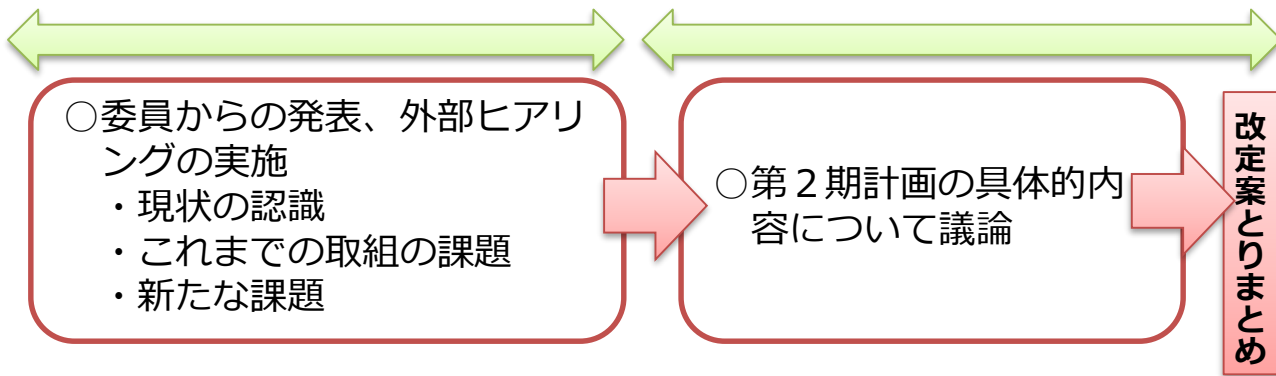 ○委員からの発表、外部ヒアリ
ングの実施
・現状の認識
・これまでの取組の課題
・新たな課題
○第２期計画の具体的内
容について議論
改定案とりまとめ